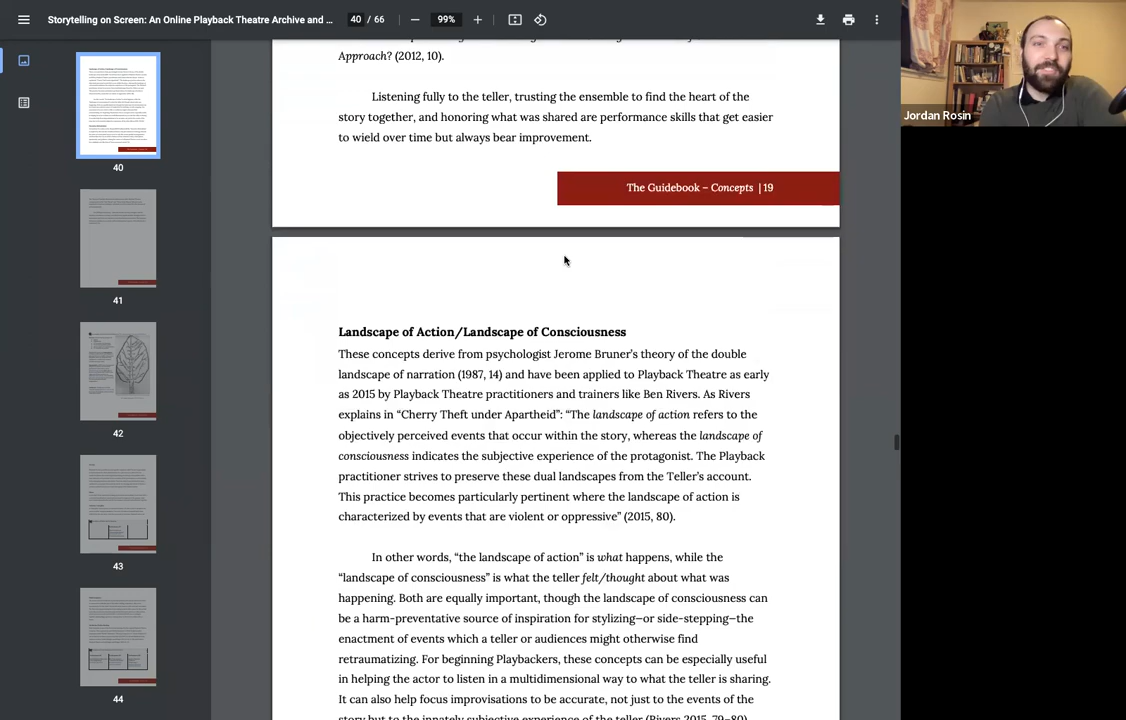 Storytelling on Screen: An Online Playback Theatre Archive and ...
40 / 66
99%
40
41
42
43
44
Approach? (2012, 10).
Listening fully to the teller, trusting the ensemble to find the heart of the
story together, and honoring what was shared are performance skills that get easier
to wield over time but always bear improvement.
The Guidebook – Concepts | 19
Landscape of Action/Landscape of Consciousness
These concepts derive from psychologist Jerome Bruner's theory of the double
landscape of narration (1987, 14) and have been applied to Playback Theatre as early
as 2015 by Playback Theatre practitioners and trainers like Ben Rivers. As Rivers
explains in “Cherry Theft under Apartheid”: “The landscape of action refers to the
objectively perceived events that occur within the story, whereas the landscape of
consciousness indicates the subjective experience of the protagonist. The Playback
practitioner strives to preserve these dual landscapes from the Teller's account.
This practice becomes particularly pertinent where the landscape of action is
characterized by events that are violent or oppressive” (2015, 80).
In other words, “the landscape of action” is what happens, while the
“landscape of consciousness” is what the teller felt/thought about what was
happening. Both are equally important, though the landscape of consciousness can
be a harm-preventative source of inspiration for stylizing—or side-stepping—the
enactment of events which a teller or audiences might otherwise find
retraumatizing. For beginning Playbackers, these concepts can be especially useful
in helping the actor to listen in a multidimensional way to what the teller is sharing.
It can also help focus improvisations to be accurate, not just to the events of the
story but to the innately subjective experience of the teller (Rivers 2015, 79–80).
Jordan Rosin